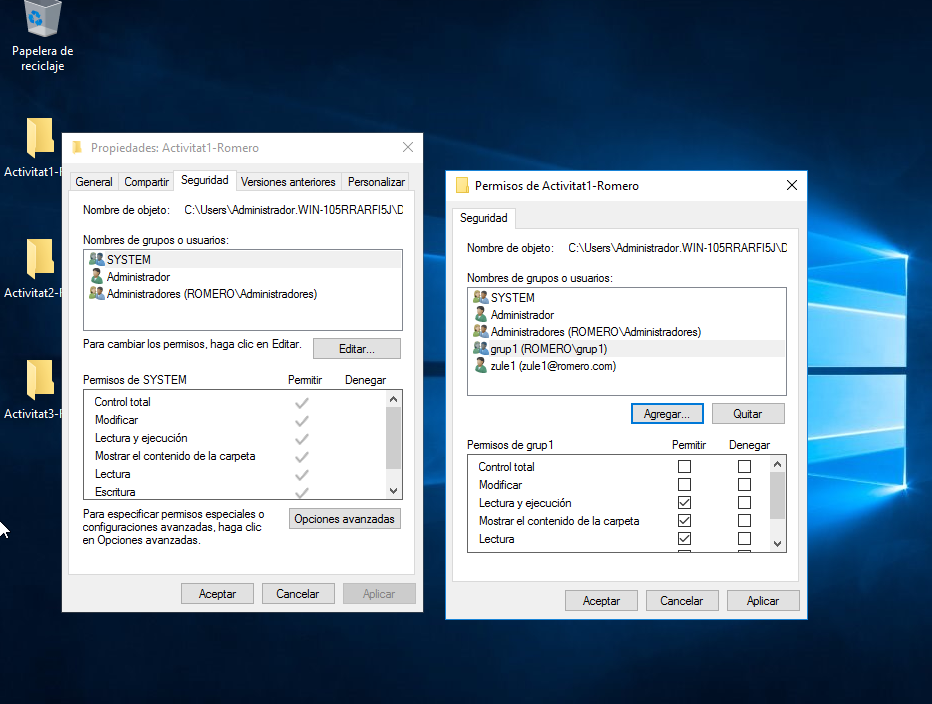 Papelera de
reciclaje
Activitat1-R
Activitat2-R
Activitat3-R
Propiedades: Activitat1-Romero
General
Compartir
Seguridad
Versiones anteriores
Personalizar
Nombre de objeto: C:\Users\Administrador.WIN-105RRARFI5J\D
Nombres de grupos o usuarios:
SYSTEM
Administrador
Administradores (ROMERO\Administradores)
Para cambiar los permisos, haga clic en Editar.
Editar...
Permisos de SYSTEM Permitir Denegar
Control total
Modificar
Lectura y ejecución
Mostrar el contenido de la carpeta
Lectura
Escritura
Para especificar permisos especiales o
configuraciones avanzadas, haga clic
en Opciones avanzadas.
Opciones avanzadas
Aceptar
Cancelar
Aplicar
Permisos de Activitat1-Romero
Seguridad
Nombre de objeto: C:\Users\Administrador.WIN-105RRARFI5J\D
Nombres de grupos o usuarios:
SYSTEM
Administrador
Administradores (ROMERO\Administradores)
grup1 (ROMERO\grup1)
zule1 (zule1@romero.com)
Agregar...
Quitar
Permisos de grup1 Permitir Denegar
Control total
Modificar
Lectura y ejecución
Mostrar el contenido de la carpeta
Lectura
Aceptar
Cancelar
Aplicar